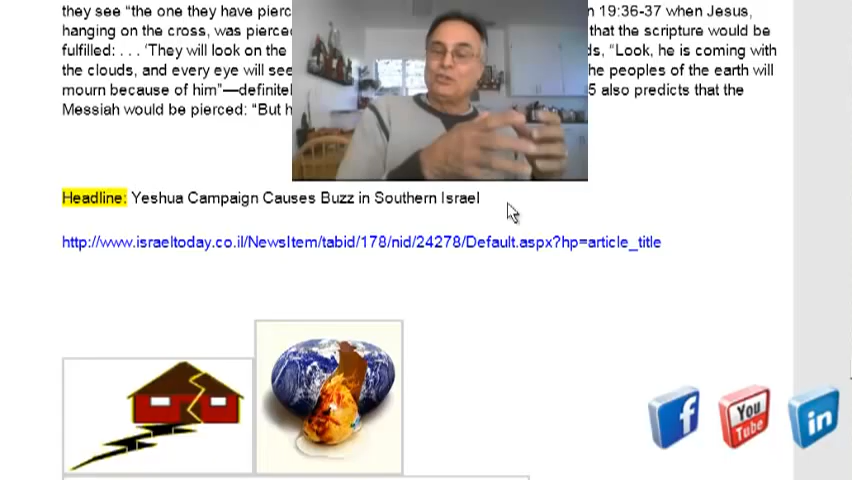 they see “the one they have pierc n 19:36-37 when Jesus,
hanging on the cross, was pierce that the scripture would be
fulfilled: . . . ‘They will look on the ds, “Look, he is coming with
the clouds, and every eye will see he peoples of the earth will
mourn because of him”—definitel 5 also predicts that the
Messiah would be pierced: “But h
Headline: Yeshua Campaign Causes Buzz in Southern Israel
http://www.israeltoday.co.il/NewsItem/tabid/178/nid/24278/Default.aspx?hp=article_title
f
You
Tube
in